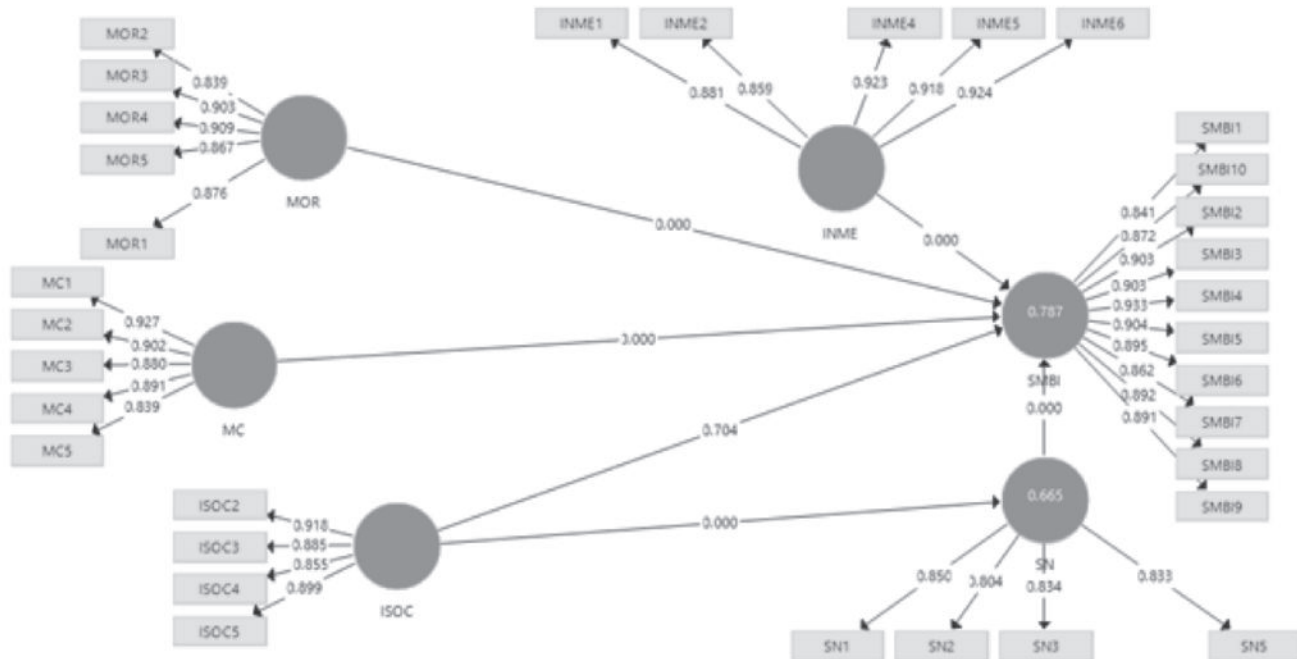 MOR2
MOR3
MOR4
MOR5
MOR1
0.839
0.903
0.909
0.867
0.876
MOR
INME1
INME2
INME4
INME5
INME6
0.881
0.859
0.923
0.918
0.924
INME
0.000
0.000
MC1
MC2
MC3
MC4
MC5
0.927
0.902
0.880
0.891
0.839
MC
0.000
0.787
SMBI
SMBI1
SMBI10
SMBI2
SMBI3
SMBI4
SMBI5
SMBI6
SMBI7
SMBI8
SMBI9
0.841
0.872
0.903
0.903
0.933
0.904
0.895
0.862
0.892
0.891
0.704
0.000
0.000
ISOC2
ISOC3
ISOC4
ISOC5
0.918
0.885
0.855
0.899
ISOC
0.665
SN
0.850
0.804
0.834
0.833
SN1
SN2
SN3
SN5